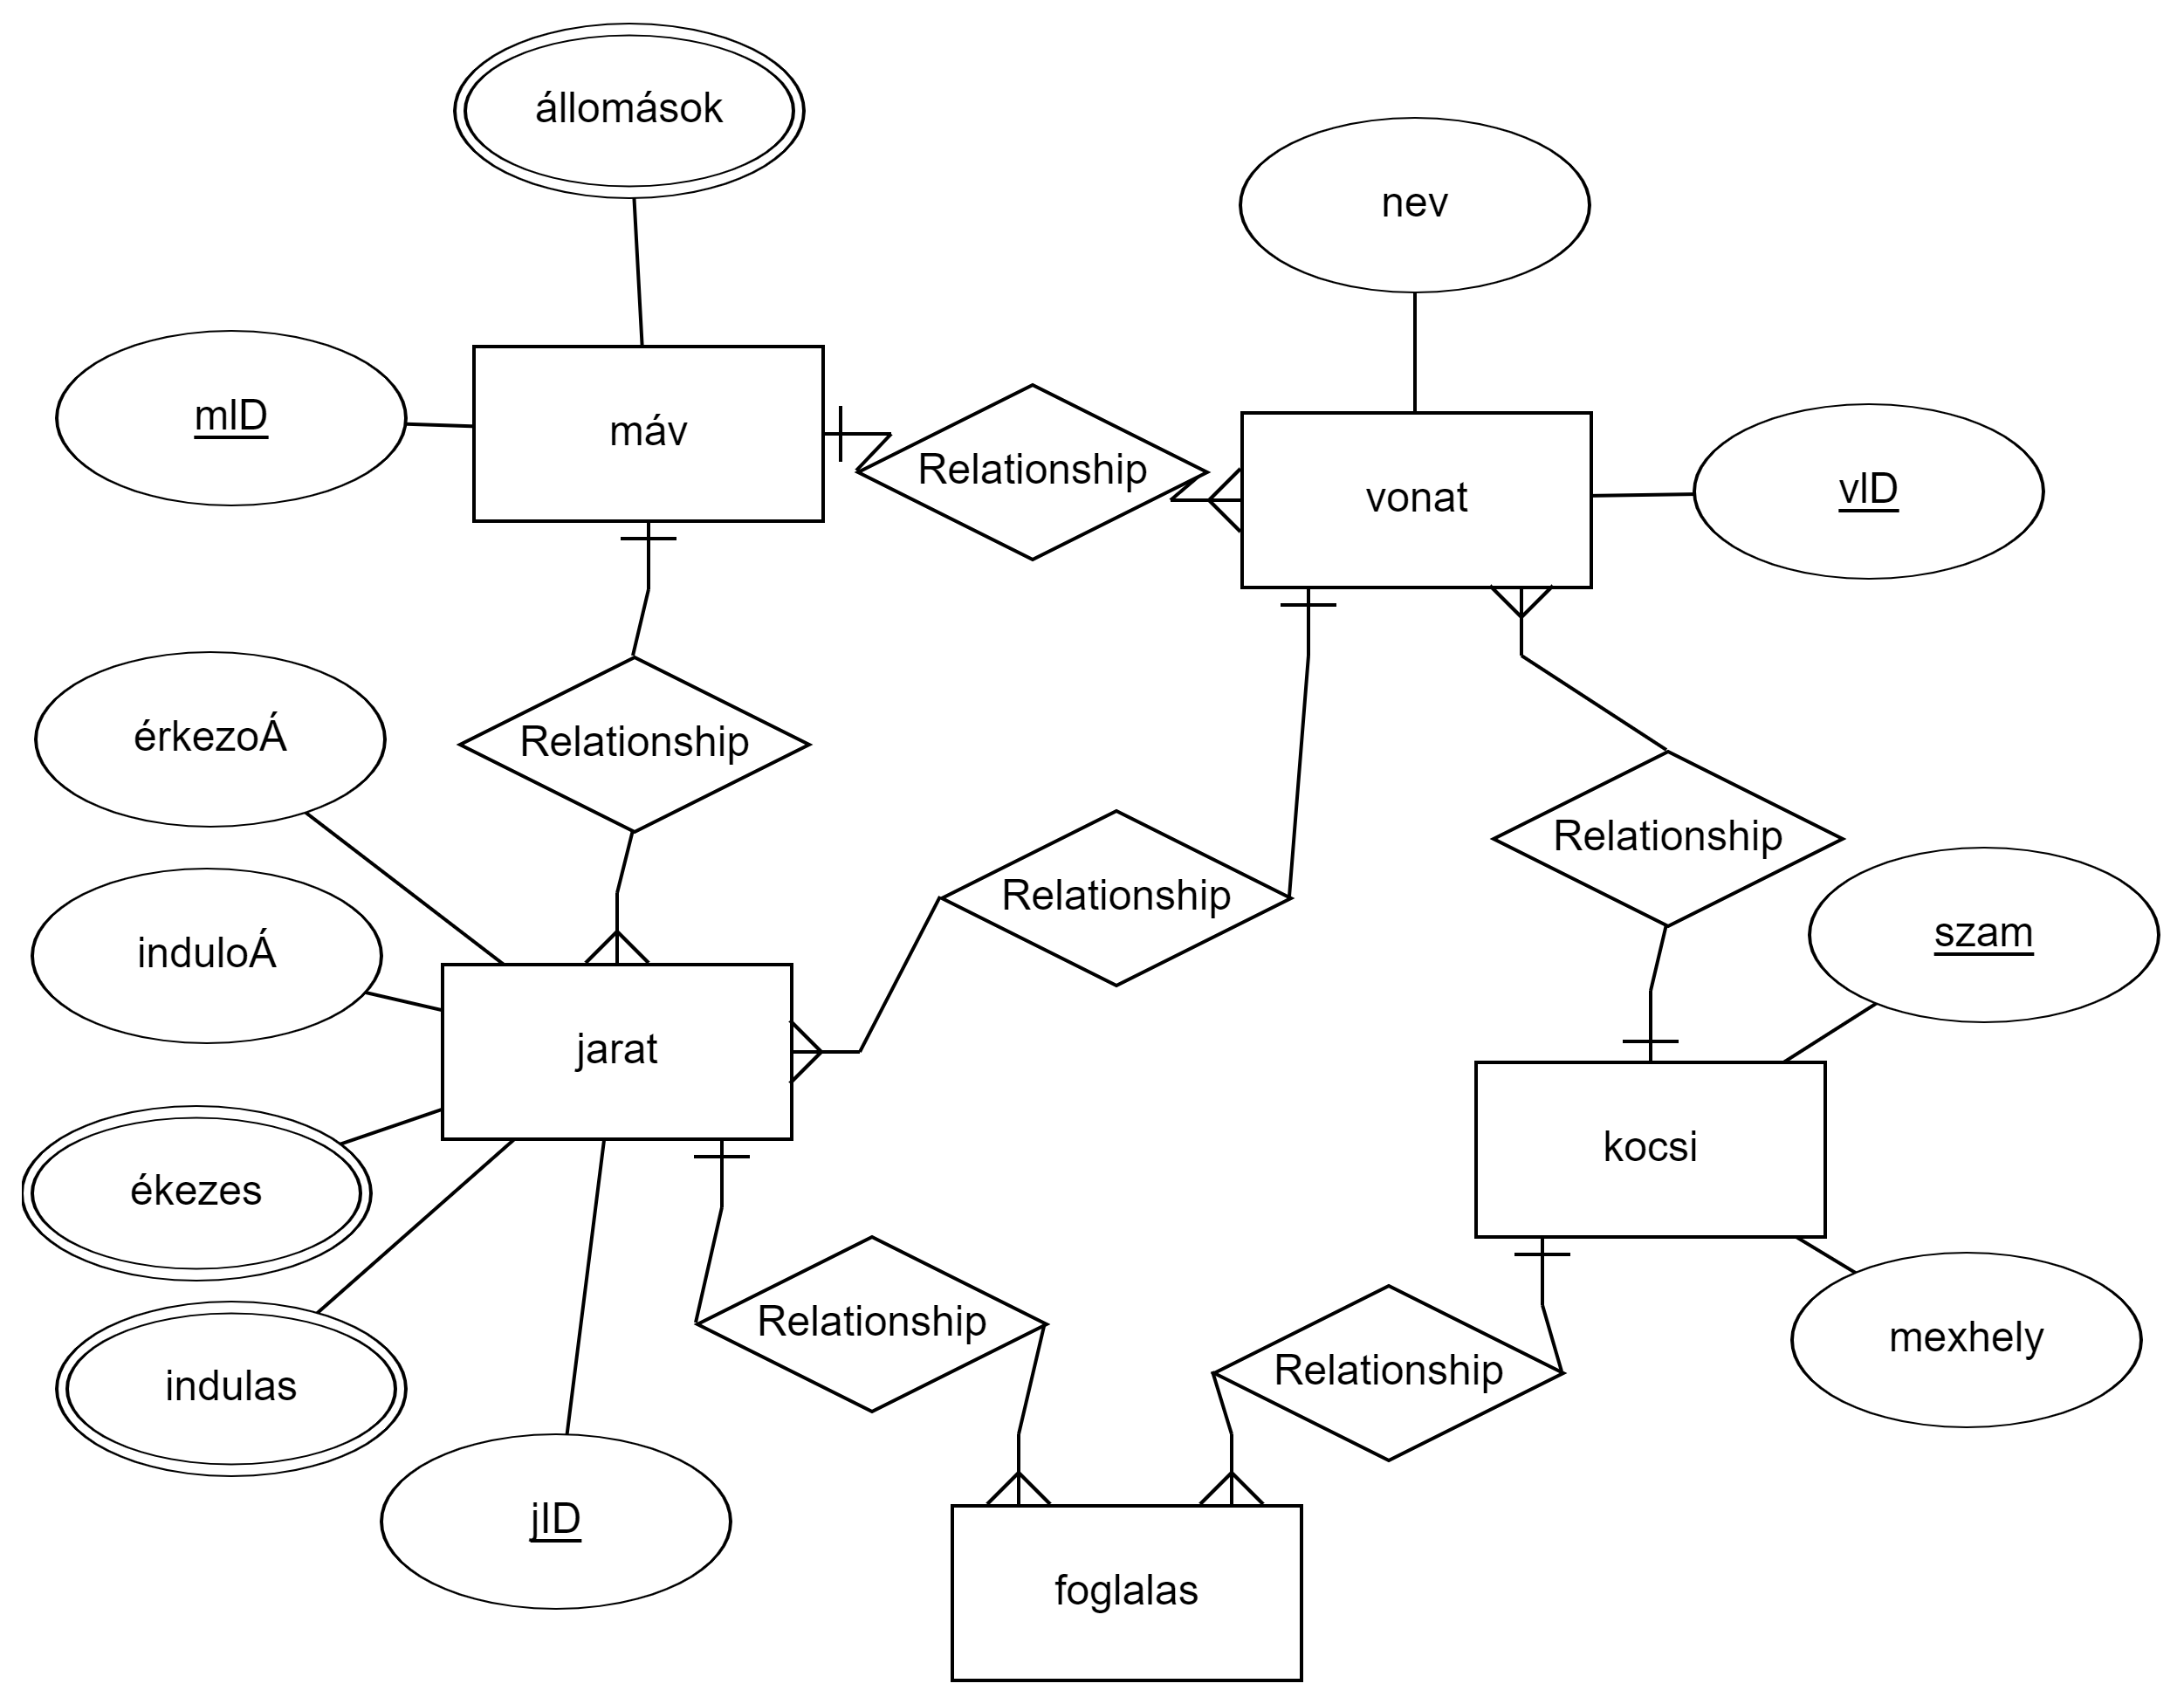 állomások
nev
mID
máv
Relationship
vonat
vID
érkezoÁ
Relationship
Relationship
induloÁ
Relationship
szam
jarat
kocsi
ékezes
Relationship
mexhely
indulas
Relationship
jID
foglalas